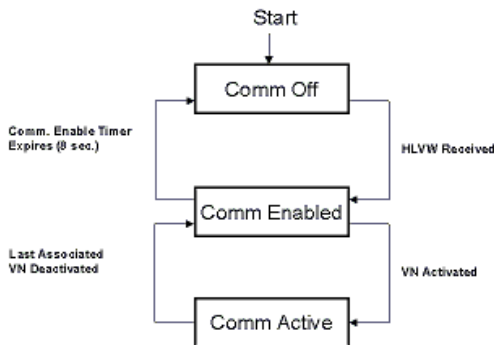 Start
Comm Off
Comm. Enable Timer
Expires (8 sec.)
HLVW Received
Comm Enabled
Last Associated
VN Deactivated
VN Activated
Comm Active